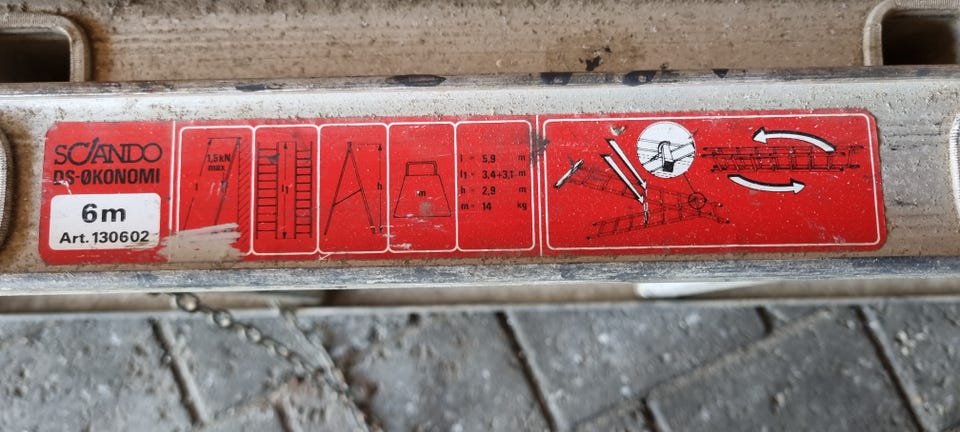 SCANDO
DS-ØKONOMI
6m
Art.130602
1,5kN
max
l
l1
h
m
l = 5,9 m
l1 = 3,4+3,1 m
h = 2,9 m
m = 14 kg